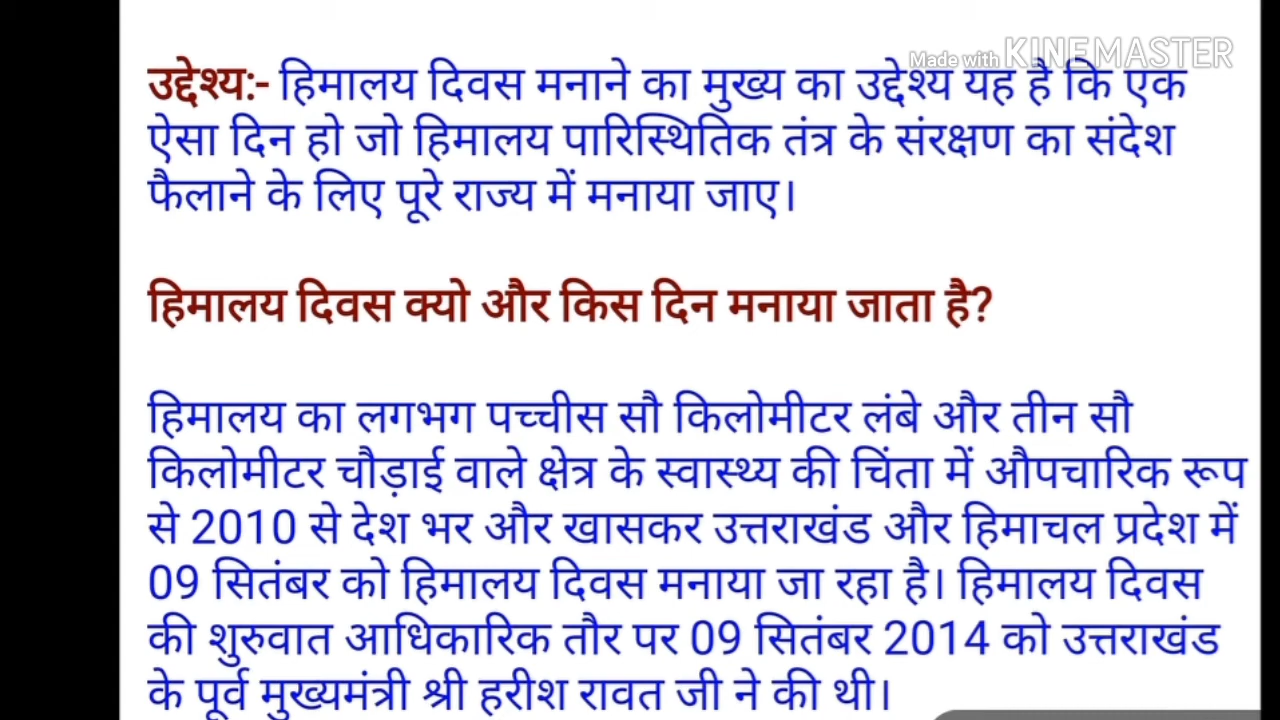 Made with KINEMASTER
उद्देश्य:- हिमालय दिवस मनाने का मुख्य का उद्देश्य यह है कि एक
ऐसा दिन हो जो हिमालय पारिस्थितिक तंत्र के संरक्षण का संदेश
फैलाने के लिए पूरे राज्य में मनाया जाए।
हिमालय दिवस क्यो और किस दिन मनाया जाता है?
हिमालय का लगभग पच्चीस सौ किलोमीटर लंबे और तीन सौ
किलोमीटर चौड़ाई वाले क्षेत्र के स्वास्थ्य की चिंता में औपचारिक रूप
से 2010 से देश भर और खासकर उत्तराखंड और हिमाचल प्रदेश में
09 सितंबर को हिमालय दिवस मनाया जा रहा है। हिमालय दिवस
की शुरुवात आधिकारिक तौर पर 09 सितंबर 2014 को उत्तराखंड
के पूर्व मुख्यमंत्री श्री हरीश रावत जी ने की थी।